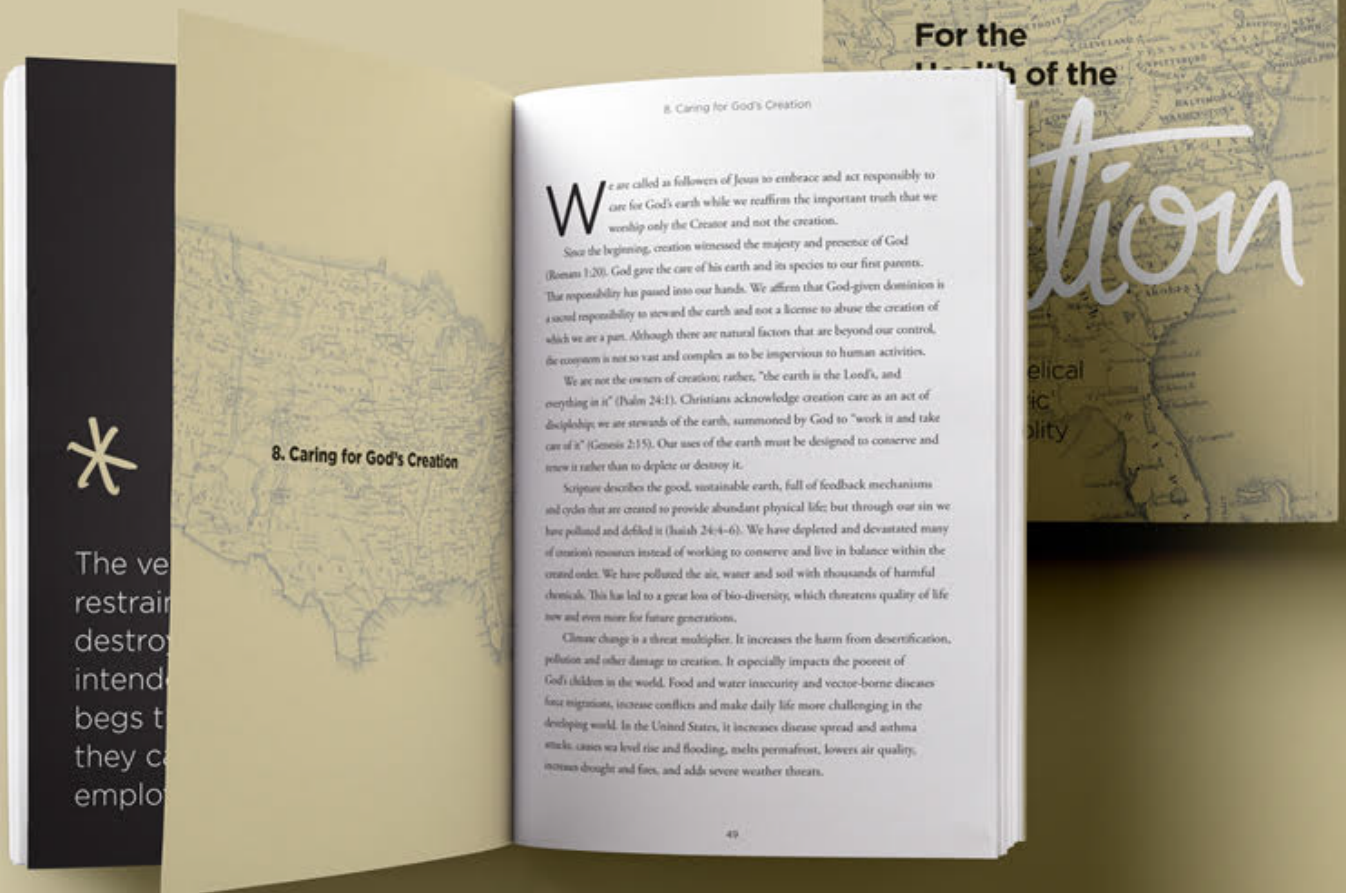 For the
Health of the
tion
elical
ic
olity
*
The ve
restrain
destroy
intend
begs t
they ca
emplo
8. Caring for God's Creation
8. Caring for God's Creation
We are called as followers of Jesus to embrace and act responsibly to
care for God's earth while we reaffirm the important truth that we
worship only the Creator and not the creation.
Since the beginning, creation witnessed the majesty and presence of God
(Romans 1:20). God gave the care of his earth and its species to our first parents.
That responsibility has passed into our hands. We affirm that God-given dominion is
a sacred responsibility to steward the earth and not a license to abuse the creation of
which we are a part. Although there are natural factors that are beyond our control,
the ecosystem is not so vast and complex as to be impervious to human activities.
We are not the owners of creation; rather, "the earth is the Lord's, and
everything in it" (Psalm 24:1). Christians acknowledge creation care as an act of
discipleship; we are stewards of the earth, summoned by God to "work it and take
care of it" (Genesis 2:15). Our uses of the earth must be designed to conserve and
renew it rather than to deplete or destroy it.
Scripture describes the good, sustainable earth, full of feedback mechanisms
and cycles that are created to provide abundant physical life; but through our sin we
have polluted and defiled it (Isaiah 24:4–6). We have depleted and devastated many
of creation's resources instead of working to conserve and live in balance within the
created order. We have polluted the air, water and soil with thousands of harmful
chemicals. This has led to a great loss of bio-diversity, which threatens quality of life
now and even more for future generations.
Climate change is a threat multiplier. It increases the harm from desertification,
pollution and other damage to creation. It especially impacts the poorest of
God's children in the world. Food and water insecurity and vector-borne diseases
force migrations, increase conflicts and make daily life more challenging in the
developing world. In the United States, it increases disease spread and asthma
attacks, causes sea level rise and flooding, melts permafrost, lowers air quality,
increases drought and fires, and adds severe weather threats.
49